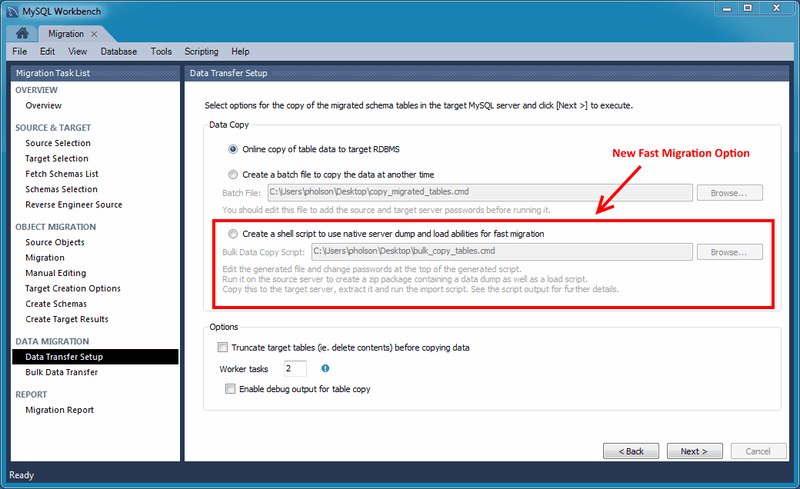 MySQL Workbench
Migration
File Edit View Database Tools Scripting Help
Migration Task List
OVERVIEW
Overview
SOURCE & TARGET
Source Selection
Target Selection
Fetch Schemas List
Schemas Selection
Reverse Engineer Source
OBJECT MIGRATION
Source Objects
Migration
Manual Editing
Target Creation Options
Create Schemas
Create Target Results
DATA MIGRATION
Data Transfer Setup
Bulk Data Transfer
REPORT
Migration Report
Data Transfer Setup
Select options for the copy of the migrated schema tables in the target MySQL server and click [Next >] to execute.
Data Copy
Online copy of table data to target RDBMS
New Fast Migration Option
Create a batch file to copy the data at another time
Batch File: C:\Users\pholson\Desktop\copy_migrated_tables.cmd Browse...
You should edit this file to add the source and target server passwords before running it.
Create a shell script to use native server dump and load abilities for fast migration
Bulk Data Copy Script: C:\Users\pholson\Desktop\bulk_copy_tables.cmd Browse...
Edit the generated file and change passwords at the top of the generated script.
Run it on the source server to create a zip package containing a data dump as well as a load script.
Copy this to the target server, extract it and run the import script. See the script output for further details.
Options
Truncate target tables (ie. delete contents) before copying data
Worker tasks 2
Enable debug output for table copy
< Back Next > Cancel
Ready